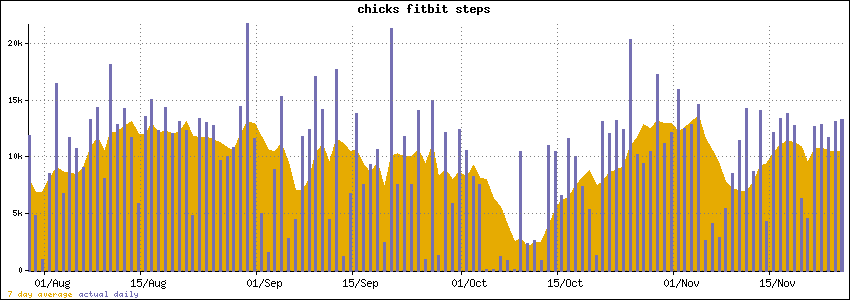 chicks fitbit steps
20k
15k
10k
5k
0
01/Aug 15/Aug 01/Sep 15/Sep 01/Oct 15/Oct 01/Nov 15/Nov
7 day average actual daily